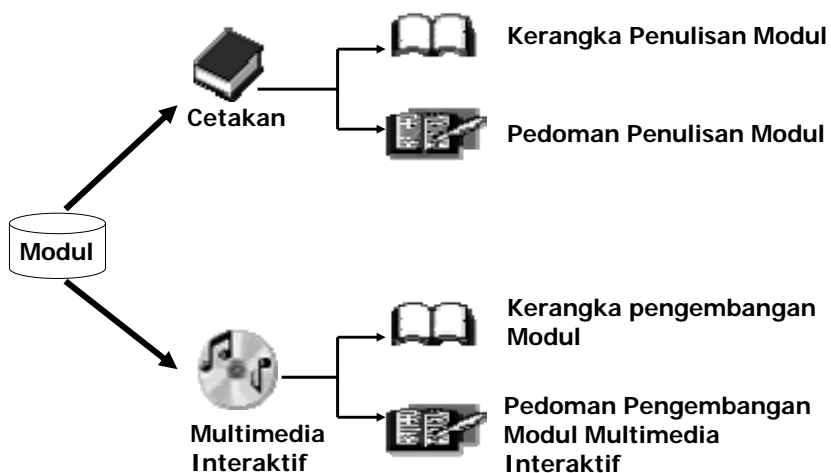 Kerangka Penulisan Modul
Cetakan
Pedoman Penulisan Modul
Modul
Kerangka pengembangan
Modul
Multimedia
Interaktif
Pedoman Pengembangan
Modul Multimedia
Interaktif